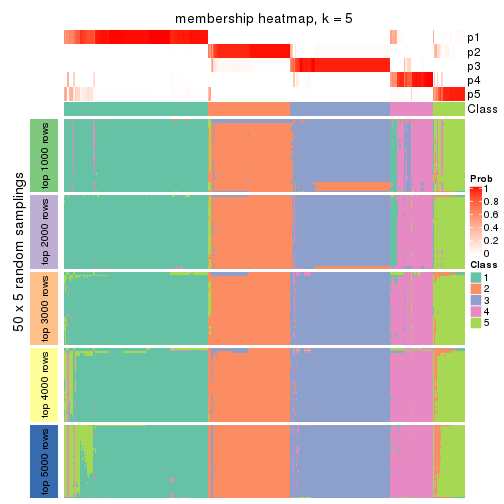 membership heatmap, k = 5
p1
p2
p3
p4
p5
Class
50 x 5 random samplings
top 1000 rows
top 2000 rows
top 3000 rows
top 4000 rows
top 5000 rows
Prob
1
0.8
0.6
0.4
0.2
0
Class
1
2
3
4
5